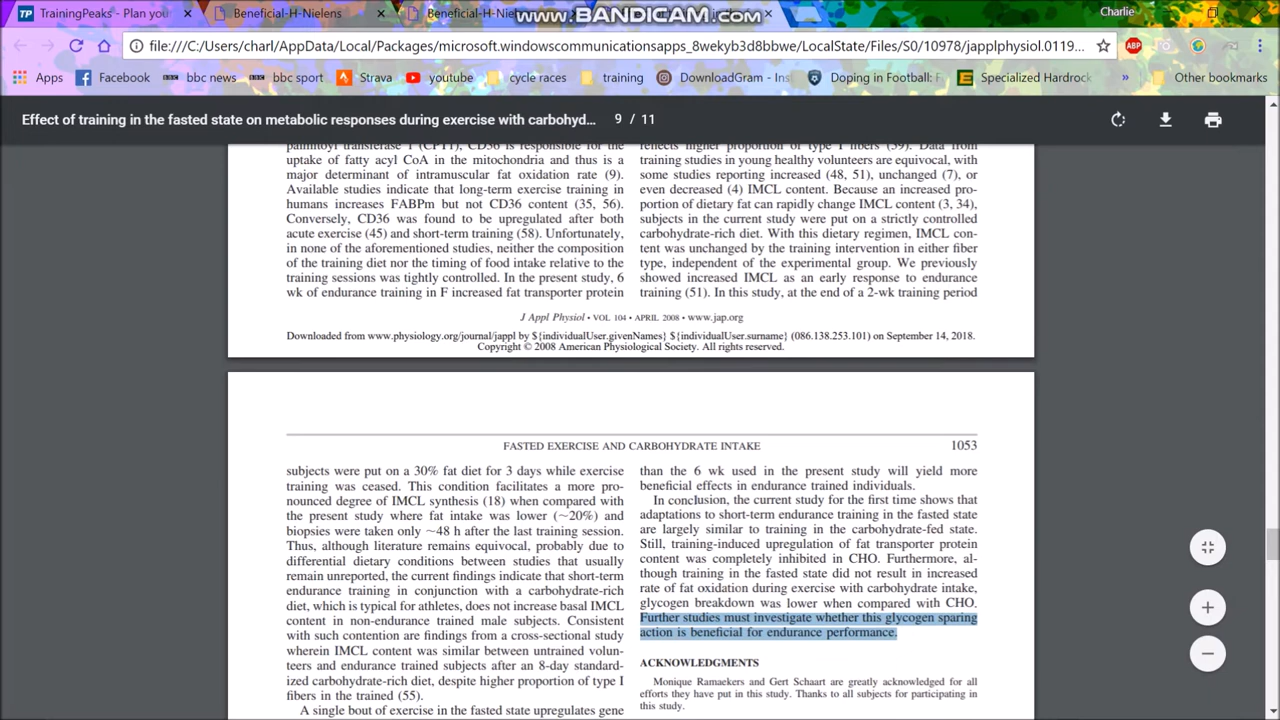 TrainingPeaks - Plan your
Beneficial-H-Nielens
Beneficial-H-Niel
www.BANDICAM.com
Charlie
file:///C:/Users/charl/AppData/Local/Packages/microsoft.windowscommunicationsapps_8wekyb3d8bbwe/LocalState/Files/S0/10978/japplphysiol.0119...
Apps Facebook bbc news bbc sport Strava youtube cycle races training DownloadGram - Ins Doping in Football: F Specialized Hardrock » Other bookmarks
Effect of training in the fasted state on metabolic responses during exercise with carbohyd... 9 / 11
palmitoyl transferase 1 (CPT1), CD36 is responsible for the
uptake of fatty acyl CoA in the mitochondria and thus is a
major determinant of intramuscular fat oxidation rate (9).
Available studies indicate that long-term exercise training in
humans increases FABPm but not CD36 content (35, 56).
Conversely, CD36 was found to be upregulated after both
acute exercise (45) and short-term training (58). Unfortunately,
in none of the aforementioned studies, neither the composition
of the training diet nor the timing of food intake relative to the
training sessions was tightly controlled. In the present study, 6
wk of endurance training in F increased fat transporter protein
reflects higher proportion of type I fibers (59). Data from
training studies in young healthy volunteers are equivocal, with
some studies reporting increased (48, 51), unchanged (7), or
even decreased (4) IMCL content. Because an increased pro-
portion of dietary fat can rapidly change IMCL content (3, 34),
subjects in the current study were put on a strictly controlled
carbohydrate-rich diet. With this dietary regimen, IMCL con-
tent was unchanged by the training intervention in either fiber
type, independent of the experimental group. We previously
showed increased IMCL as an early response to endurance
training (51). In this study, at the end of a 2-wk training period
J Appl Physiol • VOL 104 • APRIL 2008 • www.jap.org
Downloaded from www.physiology.org/journal/jappl by ${individualUser.givenNames} ${individualUser.surname} (086.138.253.101) on September 14, 2018.
Copyright © 2008 American Physiological Society. All rights reserved.
FASTED EXERCISE AND CARBOHYDRATE INTAKE 1053
subjects were put on a 30% fat diet for 3 days while exercise
training was ceased. This condition facilitates a more pro-
nounced degree of IMCL synthesis (18) when compared with
the present study where fat intake was lower (~20%) and
biopsies were taken only ~48 h after the last training session.
Thus, although literature remains equivocal, probably due to
differential dietary conditions between studies that usually
remain unreported, the current findings indicate that short-term
endurance training in conjunction with a carbohydrate-rich
diet, which is typical for athletes, does not increase basal IMCL
content in non-endurance trained male subjects. Consistent
with such contention are findings from a cross-sectional study
wherein IMCL content was similar between untrained volun-
teers and endurance trained subjects after an 8-day standard-
ized carbohydrate-rich diet, despite higher proportion of type I
fibers in the trained (55).
A single bout of exercise in the fasted state upregulates gene
than the 6 wk used in the present study will yield more
beneficial effects in endurance trained individuals.
In conclusion, the current study for the first time shows that
adaptations to short-term endurance training in the fasted state
are largely similar to training in the carbohydrate-fed state.
Still, training-induced upregulation of fat transporter protein
content was completely inhibited in CHO. Furthermore, al-
though training in the fasted state did not result in increased
rate of fat oxidation during exercise with carbohydrate intake,
glycogen breakdown was lower when compared with CHO.
Further studies must investigate whether this glycogen sparing
action is beneficial for endurance performance.
ACKNOWLEDGMENTS
Monique Ramaekers and Gert Schaart are greatly acknowledged for all
efforts they have put in this study. Thanks to all subjects for participating in
this study.